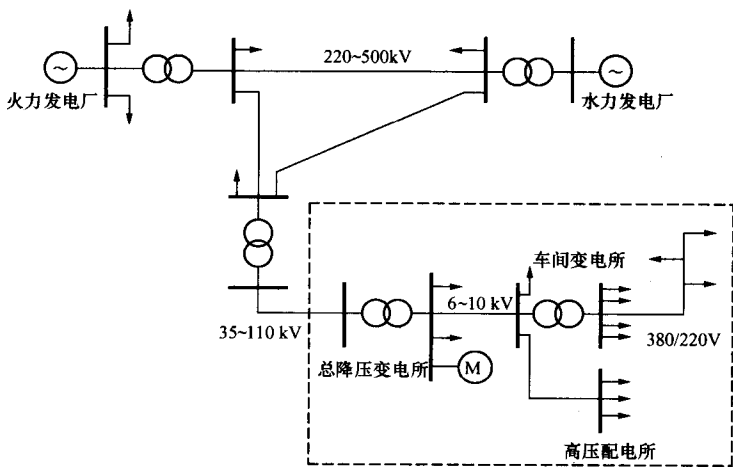 220~500kV
~
~
火力发电厂
水力发电厂
车间变电所
6~10 kV
35~110 kV
380/220V
总降压变电所
M
高压配电所